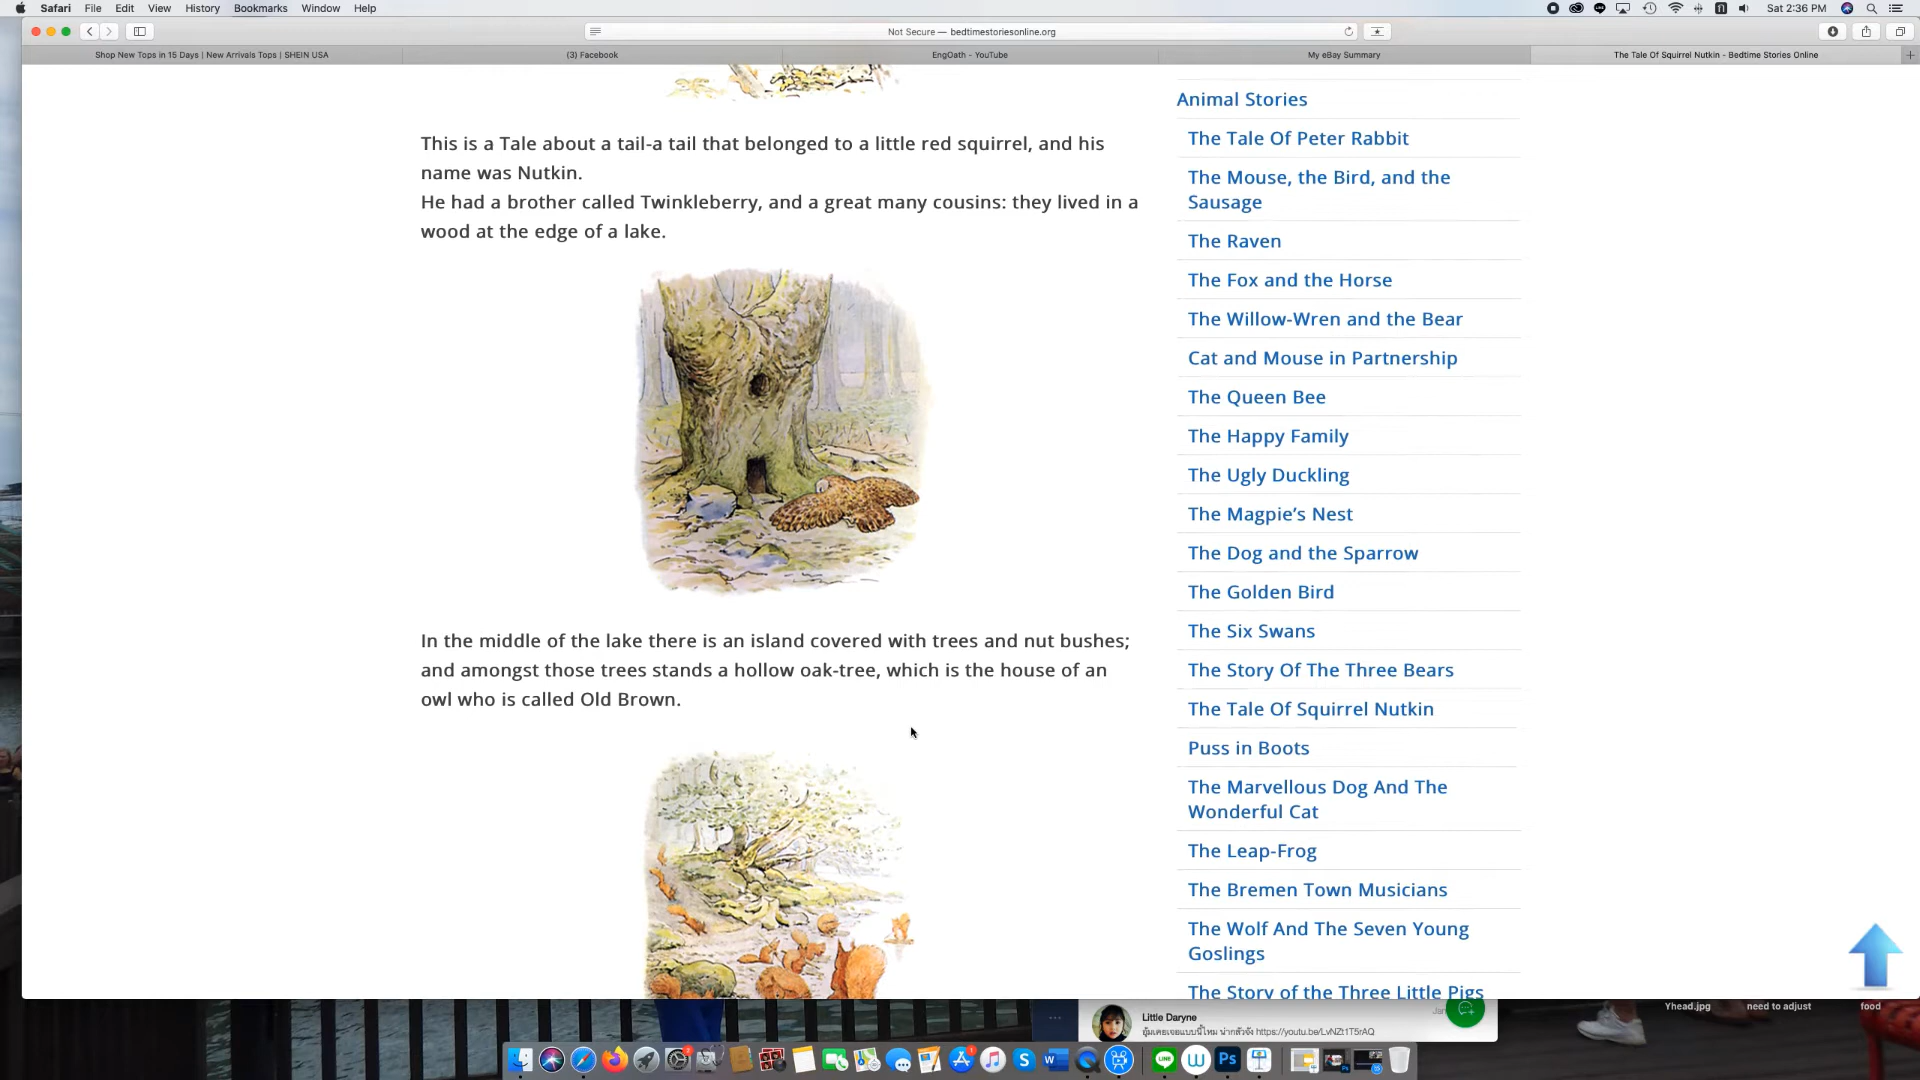 Safari File Edit View History Bookmarks Window Help
Sat 2:36 PM
Not Secure — bedtimestoriesonline.org
Shop New Tops in 15 Days | New Arrivals Tops | SHEIN USA
(3) Facebook
EngOath - YouTube
My eBay Summary
The Tale Of Squirrel Nutkin - Bedtime Stories Online
This is a Tale about a tail-a tail that belonged to a little red squirrel, and his
name was Nutkin.
He had a brother called Twinkleberry, and a great many cousins: they lived in a
wood at the edge of a lake.
In the middle of the lake there is an island covered with trees and nut bushes;
and amongst those trees stands a hollow oak-tree, which is the house of an
owl who is called Old Brown.
Animal Stories
The Tale Of Peter Rabbit
The Mouse, the Bird, and the
Sausage
The Raven
The Fox and the Horse
The Willow-Wren and the Bear
Cat and Mouse in Partnership
The Queen Bee
The Happy Family
The Ugly Duckling
The Magpie’s Nest
The Dog and the Sparrow
The Golden Bird
The Six Swans
The Story Of The Three Bears
The Tale Of Squirrel Nutkin
Puss in Boots
The Marvellous Dog And The
Wonderful Cat
The Leap-Frog
The Bremen Town Musicians
The Wolf And The Seven Young
Goslings
The Story of the Three Little Pigs
Yhead.jpg
need to adjust
food
Little Daryne
https://youtu.be/LvNZt1T5rAQ